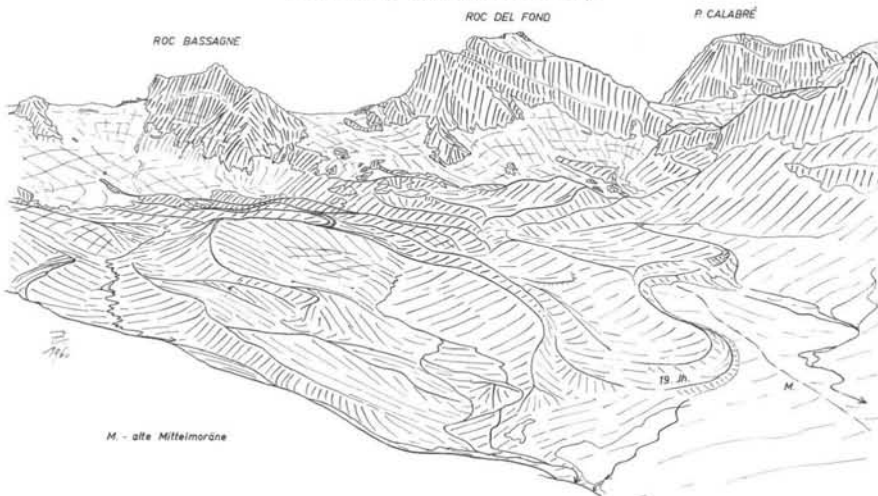 P. CALABRÉ
ROC DEL FOND
ROC BASSAGNE
19. Jh.
M.
M. - alte Mittelmoräne